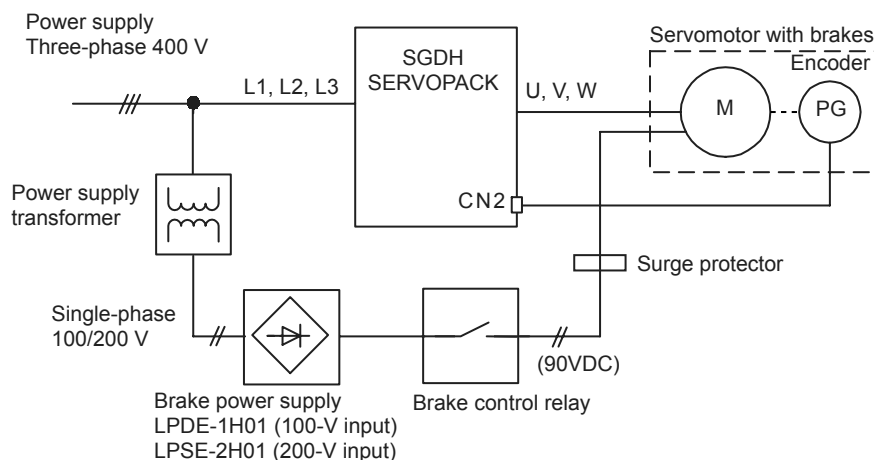 Power supply
Three-phase 400 V
SGDH
SERVOPACK
Servomotor with brakes
Encoder
L1, L2, L3
U, V, W
M
PG
Power supply
transformer
CN2
Surge protector
Single-phase
100/200 V
(90VDC)
Brake power supply
LPDE-1H01 (100-V input)
LPSE-2H01 (200-V input)
Brake control relay